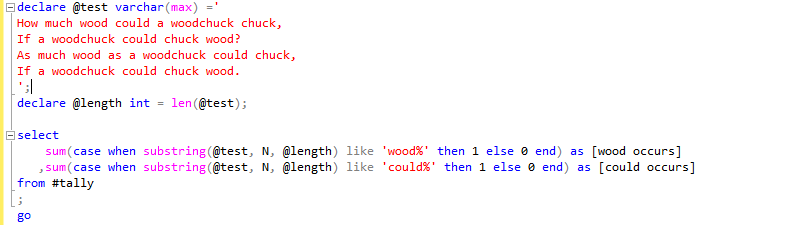 declare @test varchar(max) ='
How much wood could a woodchuck chuck,
If a woodchuck could chuck wood?
As much wood as a woodchuck could chuck,
If a woodchuck could chuck wood.
';
declare @length int = len(@test);
select
sum(case when substring(@test, N, @length) like 'wood%' then 1 else 0 end) as [wood occurs]
,sum(case when substring(@test, N, @length) like 'could%' then 1 else 0 end) as [could occurs]
from #tally
;
go